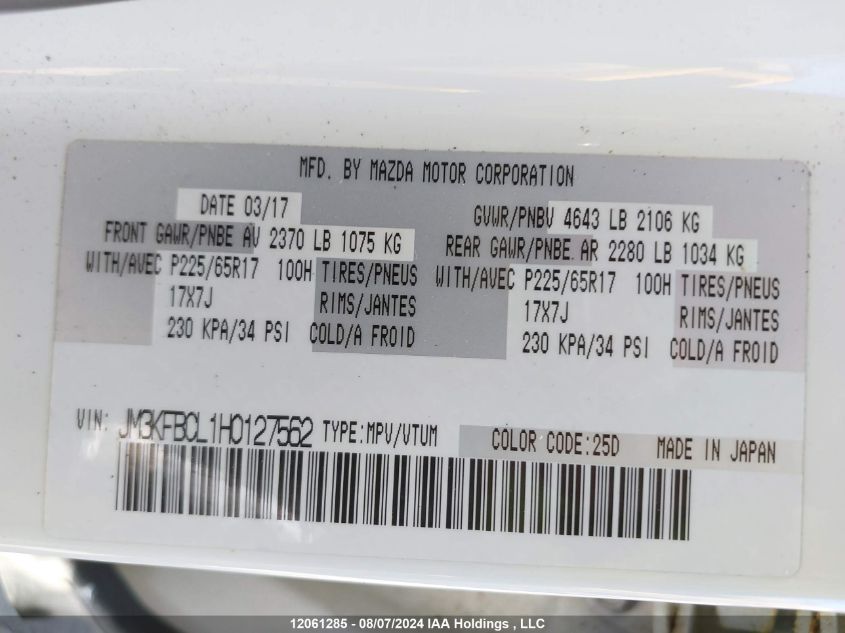 MFD. BY MAZDA MOTOR CORPORATION
DATE 03/17 GVWR/PNBV 4643 LB 2106 KG
FRONT GAWR/PNBE AV 2370 LB 1075 KG REAR GAWR/PNBE AR 2280 LB 1034 KG
WITH/AVEC P225/65R17 100H TIRES/PNEUS WITH/AVEC P225/65R17 100H TIRES/PNEUS
17X7J RIMS/JANTES 17X7J RIMS/JANTES
230 KPA/34 PSI COLD/A FROID 230 KPA/34 PSI COLD/A FROID
VIN: JM3KFBCL1H0127562 TYPE:MPV/VTUM COLOR CODE:25D MADE IN JAPAN
12061285 - 08/07/2024 IAA Holdings , LLC